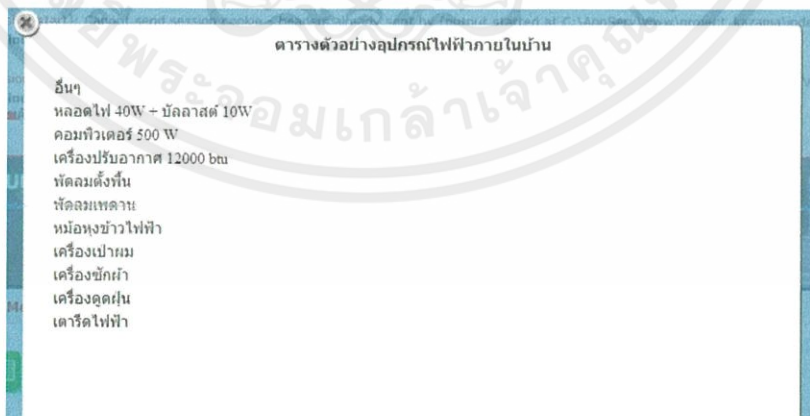 ตารางตัวอย่างอุปกรณ์ไฟฟ้าภายในบ้าน
อื่นๆ
หลอดไฟ 40W + บัลลาสต์ 10W
คอมพิวเตอร์ 500 W
เครื่องปรับอากาศ 12000 btu
พัดลมตั้งพื้น
พัดลมเพดาน
หม้อหุงข้าวไฟฟ้า
เครื่องเป่าผม
เครื่องซักผ้า
เครื่องดูดฝุ่น
เตารีดไฟฟ้า